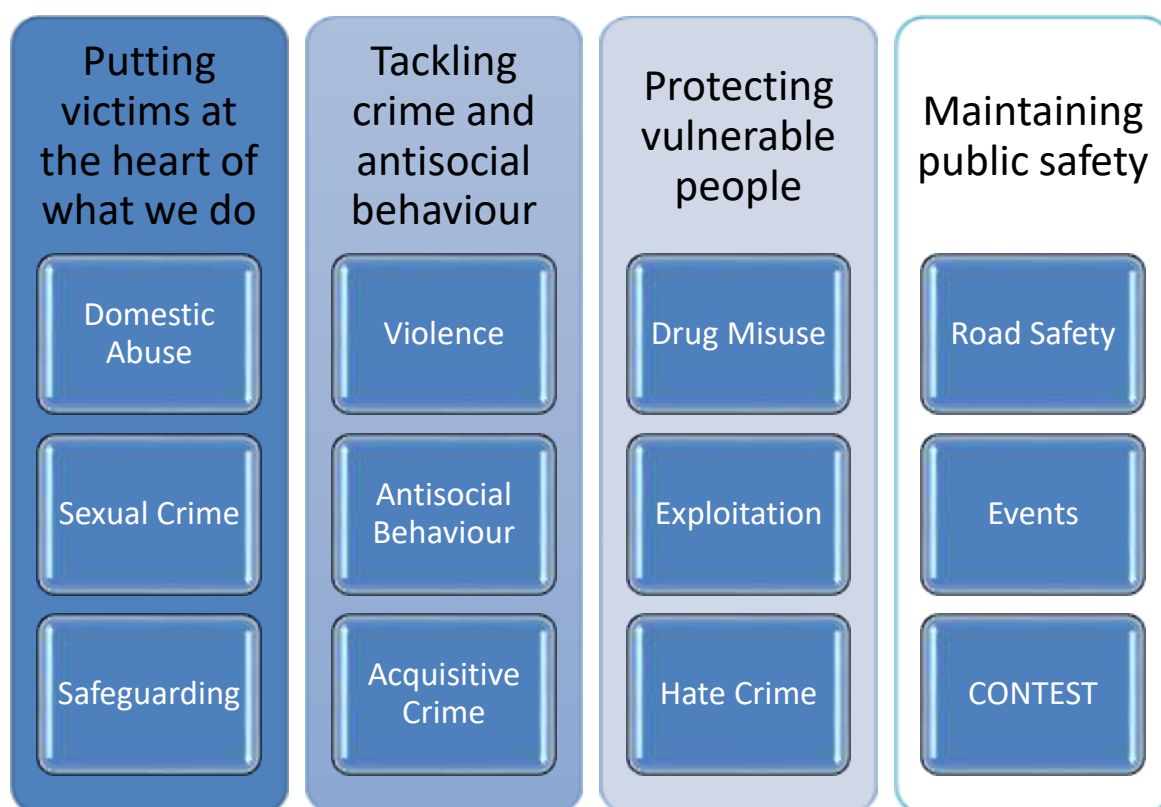 Putting
victims at
the heart of
what we do
Domestic
Abuse
Sexual Crime
Safeguarding
Tackling
crime and
antisocial
behaviour
Violence
Antisocial
Behaviour
Acquisitive
Crime
Protecting
vulnerable
people
Drug Misuse
Exploitation
Hate Crime
Maintaining
public safety
Road Safety
Events
CONTEST